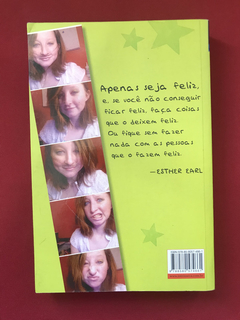 Apenas seja feliz,
e, se você não conseguir
ficar feliz, faça coisas
que o deixem feliz.
Ou fique sem fazer
nada com as pessoas
que o fazem feliz.
—ESTHER EARL